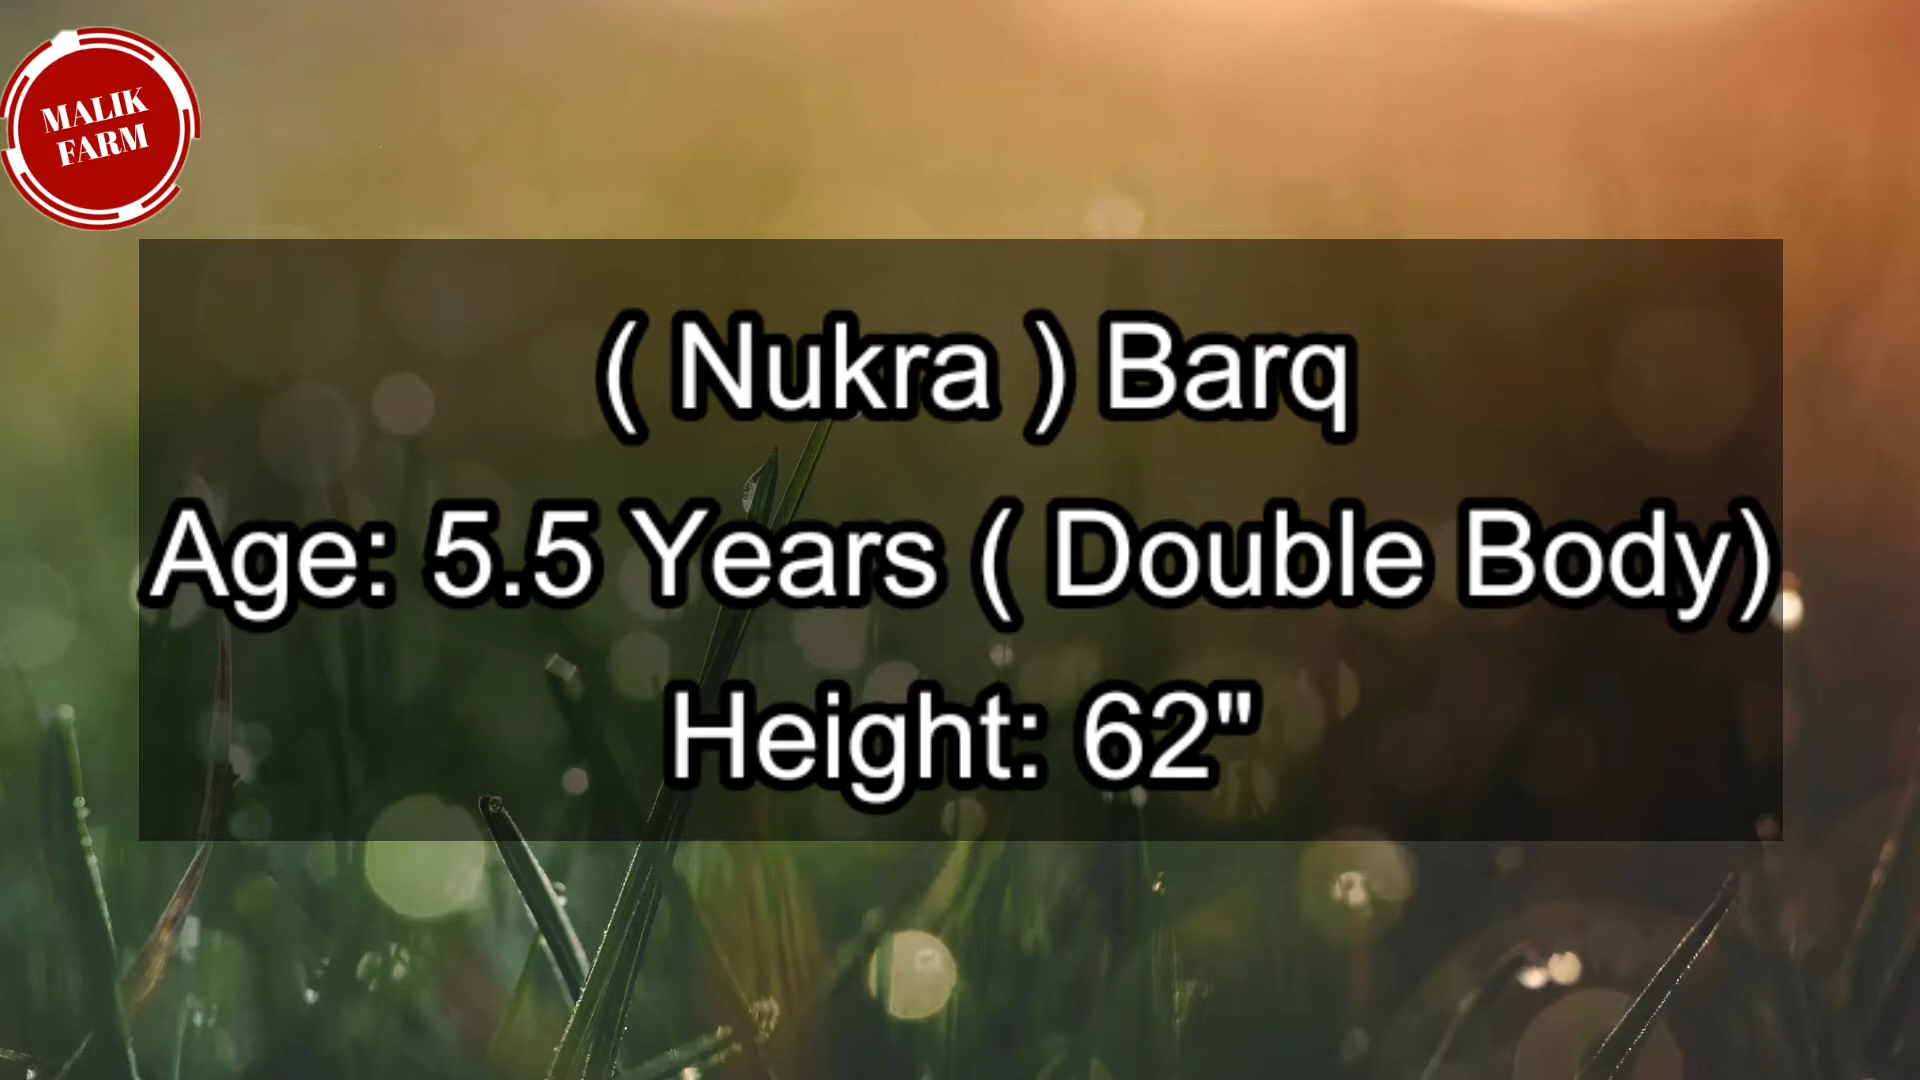 MALIK
FARM
( Nukra ) Barq
Age: 5.5 Years ( Double Body)
Height: 62"